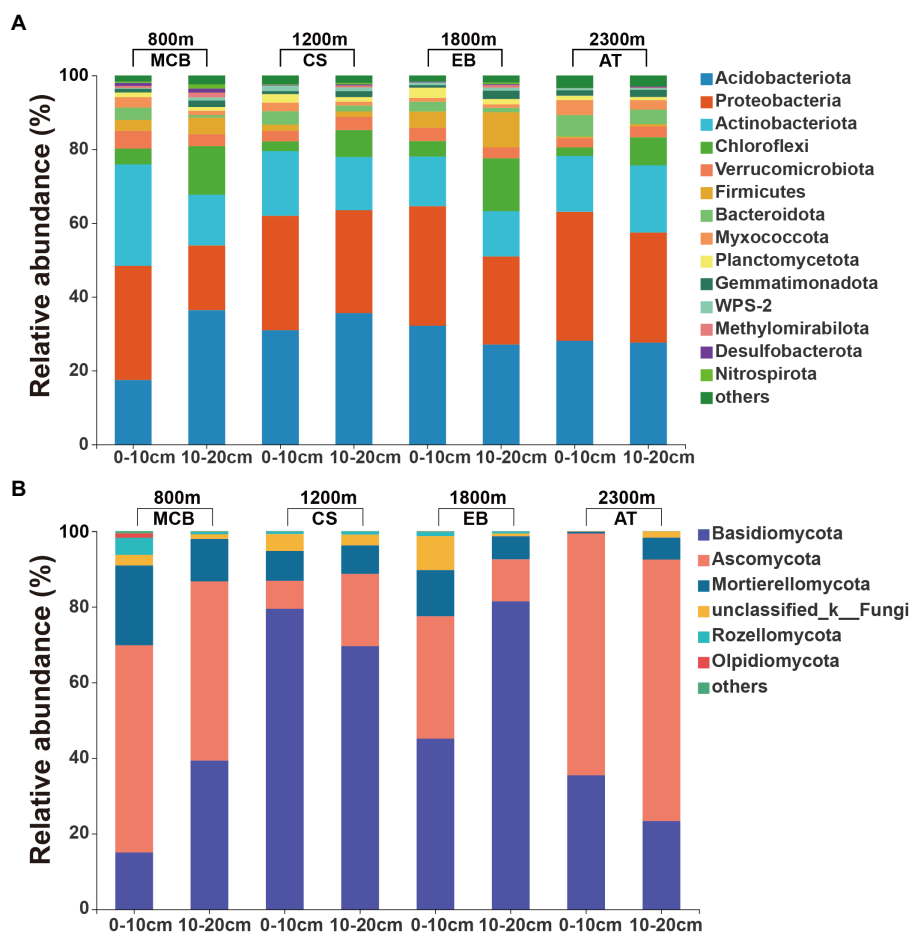 A
800m 1200m 1800m 2300m
MCB CS EB AT
Relative abundance (%)
100
80
60
40
20
0
0-10cm 10-20cm 0-10cm 10-20cm 0-10cm 10-20cm 0-10cm 10-20cm
Acidobacteriota
Proteobacteria
Actinobacteriota
Chloroflexi
Verrucomicrobiota
Firmicutes
Bacteroidota
Myxococcota
Planctomycetota
Gemmatimonadota
WPS-2
Methylomirabilota
Desulfobacterota
Nitrospirota
others
B
800m 1200m 1800m 2300m
MCB CS EB AT
Relative abundance (%)
100
80
60
40
20
0
0-10cm 10-20cm 0-10cm 10-20cm 0-10cm 10-20cm 0-10cm 10-20cm
Basidiomycota
Ascomycota
Mortierellomycota
unclassified_k__Fungi
Rozellomycota
Olpidiomycota
others